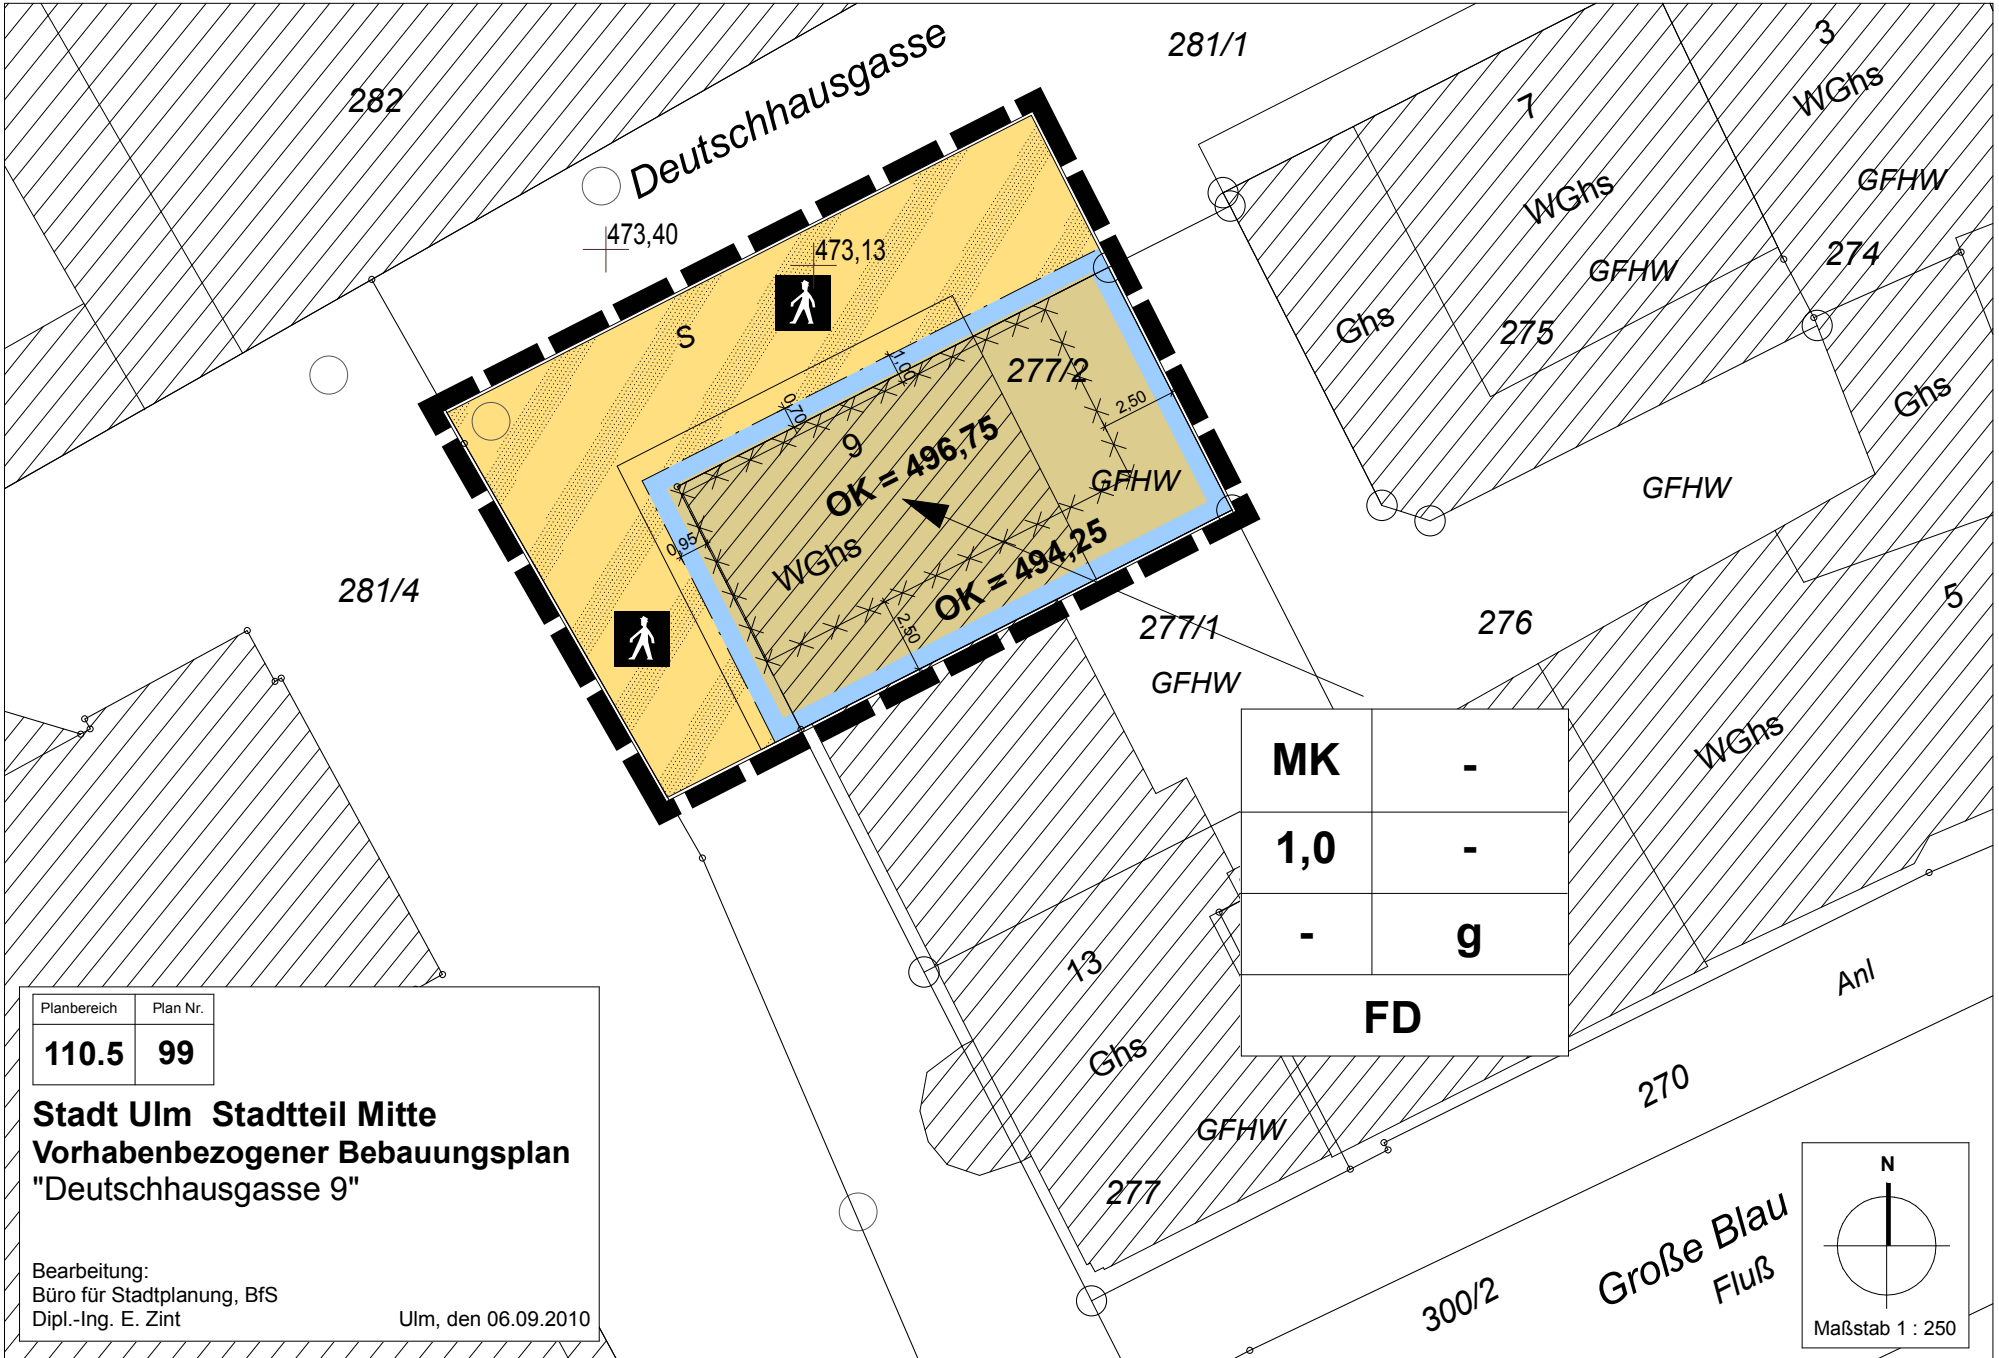 281/1
3
WGhs
282
Deutschhausgasse
7
WGhs
GFHW
473,40
473,13
GFHW
274
S
1,00
277/2
Ghs
275
0,70
2,50
Ghs
9
OK = 496,75
GFHW
GFHW
0,95
WGhs
OK = 494,25
281/4
2,50
277/1
276
5
GFHW
WGhs
MK
-
1,0
-
-
g
FD
13
Anl
Ghs
270
GFHW
277
Große Blau
Fluß
300/2
Planbereich Plan Nr.
110.5 99
Stadt Ulm Stadtteil Mitte
Vorhabenbezogener Bebauungsplan
"Deutschhausgasse 9"
Bearbeitung:
Büro für Stadtplanung, BfS
Dipl.-Ing. E. Zint Ulm, den 06.09.2010
N
Maßstab 1 : 250